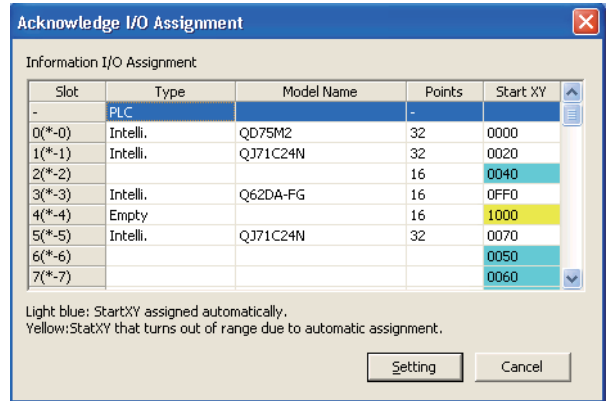 Acknowledge I/O Assignment
Information I/O Assignment
Slot Type Model Name Points Start XY
- PLC -
0(*-0) Intelli. QD75M2 32 0000
1(*-1) Intelli. QJ71C24N 32 0020
2(*-2) 16 0040
3(*-3) Intelli. Q62DA-FG 16 0FF0
4(*-4) Empty 16 1000
5(*-5) Intelli. QJ71C24N 32 0070
6(*-6) 0050
7(*-7) 0060
Light blue: StartXY assigned automatically.
Yellow:StatXY that turns out of range due to automatic assignment.
Setting Cancel